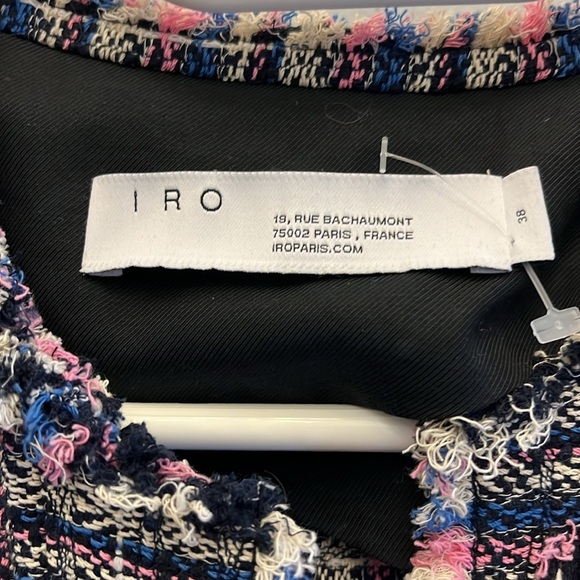 IRO
19, RUE BACHAUMONT
75002 PARIS , FRANCE
IROPARIS.COM
38